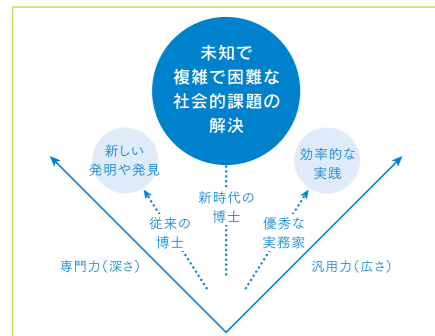 未知で
複雑で困難な
社会的課題の
解決
新しい
発明や発見
効率的な
実践
新時代の
博士
従来の
博士
優秀な
実務家
専門力(深さ)
汎用力(広さ)